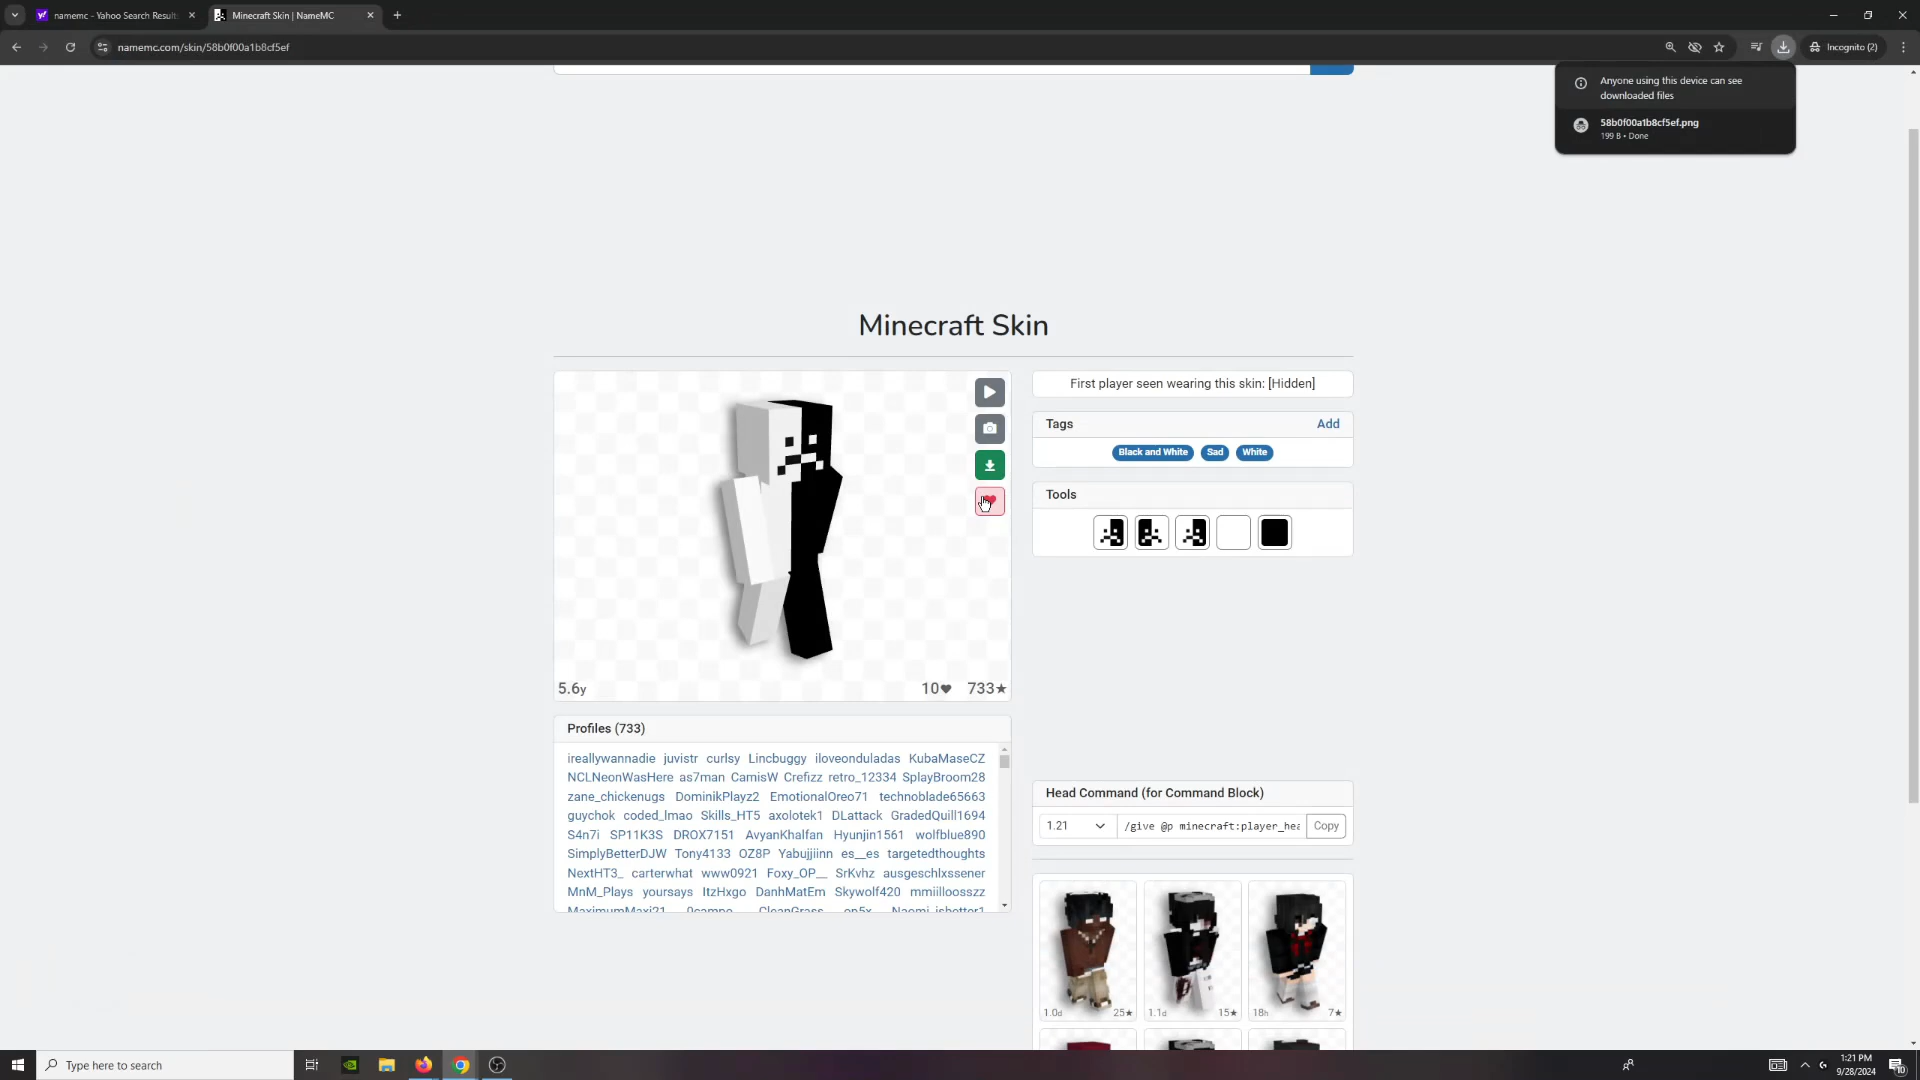 namemc - Yahoo Search Result
Minecraft Skin | NameMC
namemc.com/skin/58b0f00a1b8cf5ef
Incognito (2)
Anyone using this device can see
downloaded files
58b0f00a1b8cf5ef.png
199 B • Done
Minecraft Skin
First player seen wearing this skin: [Hidden]
Tags
Add
Black and White
Sad
White
Tools
5.6y
10♥
733★
Profiles (733)
ireallywannadie juvistr curlsy Lincbuggy iloveonduladas KubaMaseCZ
NCLNeonWasHere as7man CamisW Crefizz retro_12334 SplayBroom28
zane_chickenugs DominikPlayz2 EmotionalOreo71 technoblade65663
guychok coded_lmao Skills_HT5 axolotek1 DLattack GradedQuill1694
S4n7i SP11K3S DROX7151 AvyanKhalfan Hyunjin1561 wolfblue890
SimplyBetterDJW Tony4133 OZ8P Yabujjiinn es__es targetedthoughts
NextHT3_ carterwhat www0921 Foxy_OP__ SrKvhz ausgeschlxssener
MnM_Plays yoursays ItzHxgo DanhMatEm Skywolf420 mmiilloosszz
MaximumMaxi21 0campo CleanGrass op5x Naomi_isbetter1
Head Command (for Command Block)
1.21
/give @p minecraft:player_hea
Copy
1.0d
25★
1.1d
15★
18h
7★
Type here to search
1:21 PM
9/28/2024
10